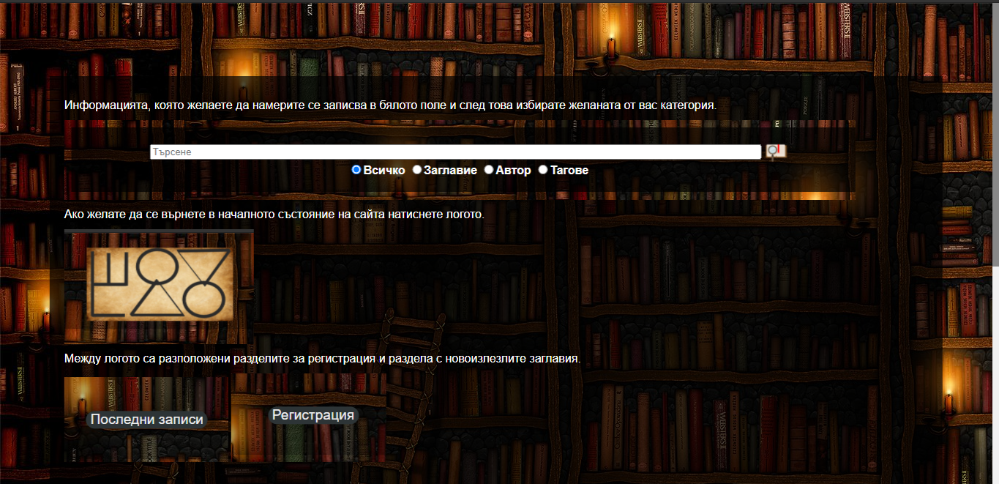 Информацията, която желаете да намерите се записва в бялото поле и след това избирате желаната от вас категория.
Търсене
Всичко Заглавие Автор Тагове
Ако желате да се върнете в началното състояние на сайта натиснете логото.
Между логото са разположени разделите за регистрация и раздела с новоизлезлите заглавия.
Последни записи
Регистрация